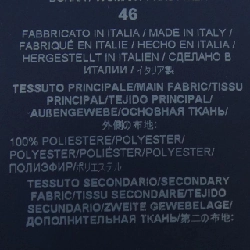 46
FABBRICATO IN ITALIA / MADE IN ITALY /
FABRIQUÉ EN ITALIE / HECHO EN ITALIA /
HERGESTELLT IN ITALIEN / СДЕЛАНО В
ИТАЛИИ / イタリア製
TESSUTO PRINCIPALE/MAIN FABRIC/TISSU
PRINCIPAL/TEJIDO PRINCIPAL/
AUßENGEWEBE/ОСНОВНАЯ ТКАНЬ/
外側の布地:
100% POLIESTERE/POLYESTER/
POLYESTER/POLIÉSTER/POLYESTER/
ПОЛИЭФИР/ポリエステル
TESSUTO SECONDARIO/SECONDARY
FABRIC/TISSU SECONDAIRE/TEJIDO
SECUNDARIO/ZWEITE GEWEBELAGE/
ДОПОЛНИТЕЛЬНАЯ ТКАНЬ/第二の布地: